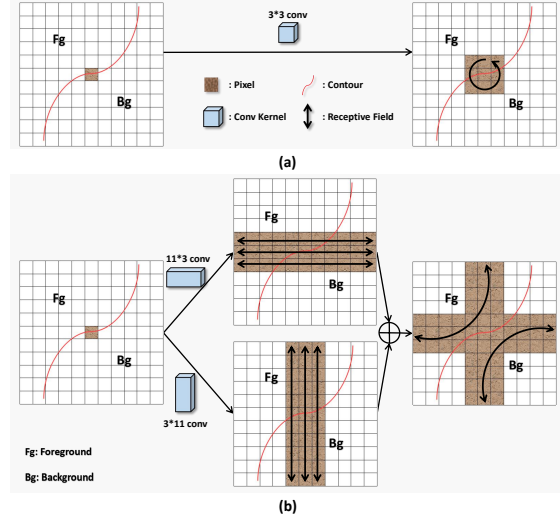 3*3 conv
Fg
Bg
Fg
Bg
: Pixel
: Contour
: Conv Kernel
: Receptive Field
(a)
11*3 conv
Fg
Bg
Fg
Bg
Fg
Bg
3*11 conv
Fg
Bg
Fg: Foreground
Bg: Background
(b)